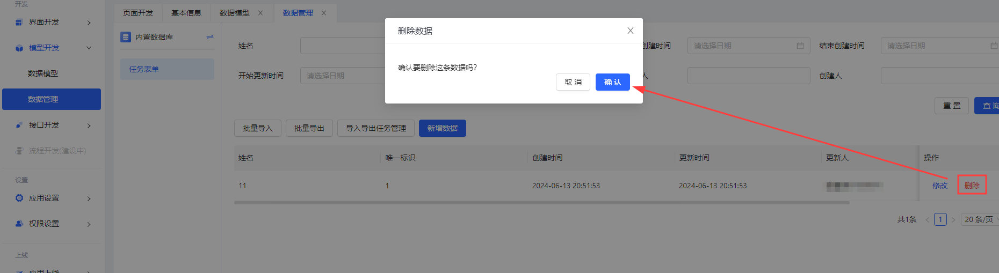 开发
界面开发
模型开发
数据模型
数据管理
接口开发
流程开发(建设中)
设置
应用设置
权限设置
上线
应用上线
页面开发
基本信息
数据模型
数据管理
内置数据库
任务表单
姓名
创建时间
请选择日期
结束创建时间
请选择日期
开始更新时间
请选择日期
人
创建人
重 置
查 询
删除数据
确认要删除这条数据吗?
取 消
确 认
批量导入
批量导出
导入导出任务管理
新增数据
姓名
唯一标识
创建时间
更新时间
更新人
操作
11
1
2024-06-13 20:51:53
2024-06-13 20:51:53
修改
删除
共1条
1
20 条/页